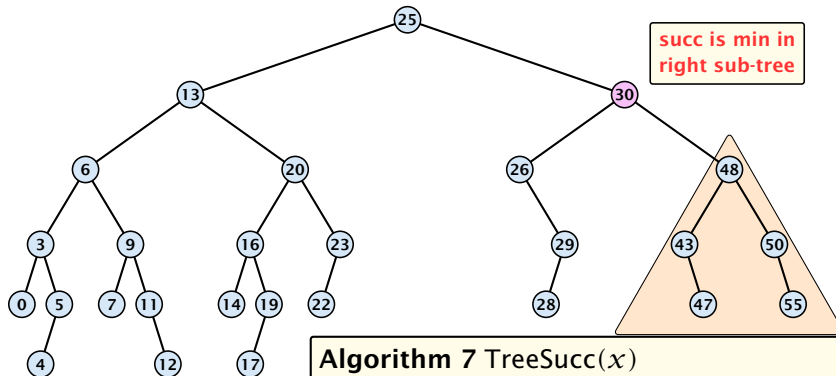 25
succ is min in
right sub-tree
13 30
6 20 26 48
3 9 16 23 29 43 50
0 5 7 11 14 19 22 28 47 55
4 12 17
Algorithm 7 TreeSucc(x)